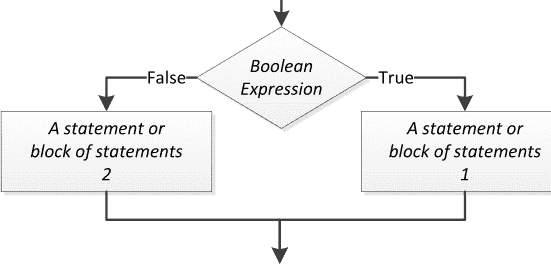 Boolean
Expression
False
True
A statement or
block of statements
2
A statement or
block of statements
1